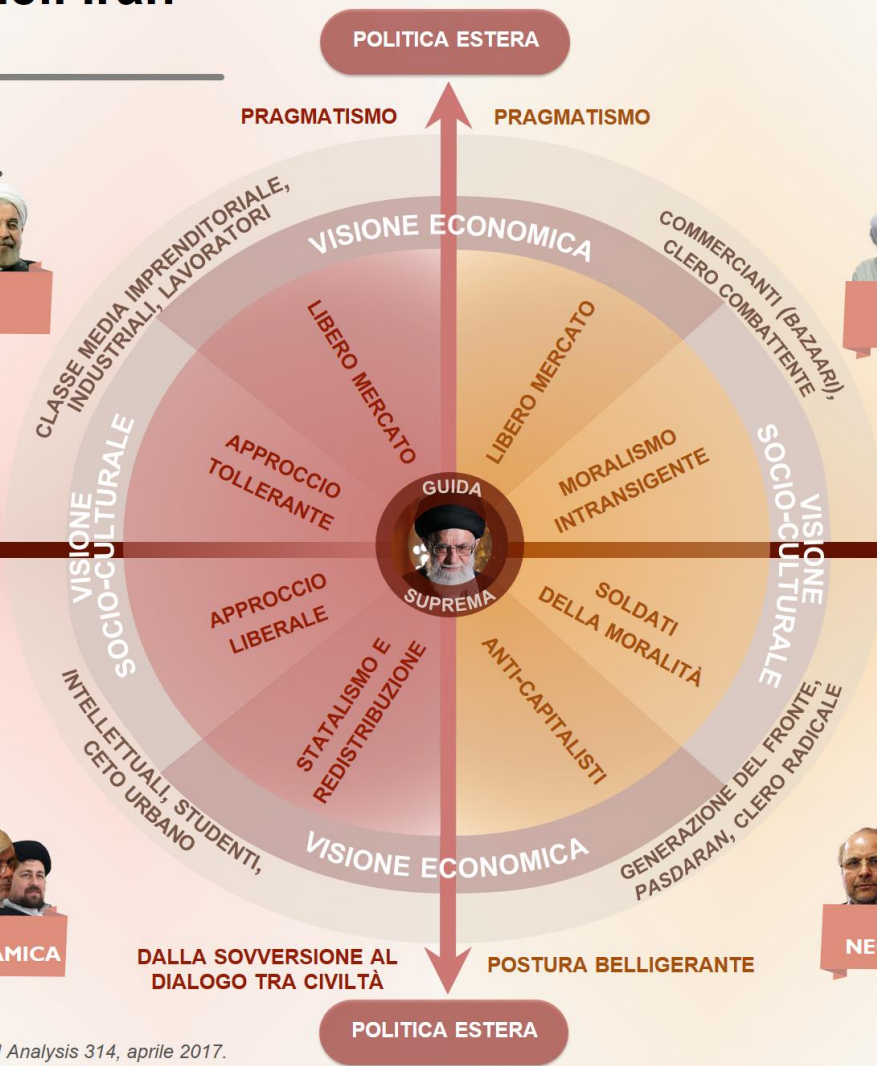 dell'Iran
POLITICA ESTERA
PRAGMATISMO
PRAGMATISMO
CLASSE MEDIA IMPRENDITORIALE,
INDUSTRIALI, LAVORATORI
VISIONE ECONOMICA
COMMERCIANTI (BAZAARI),
CLERO COMBATTENTE
LIBERO MERCATO
LIBERO MERCATO
APPROCCIO
TOLLERANTE
MORALISMO
INTRANSIGENTE
VISIONE
SOCIO-CULTURALE
GUIDA
SUPREMA
VISIONE
SOCIO-CULTURALE
APPROCCIO
LIBERALE
SOLDATI
DELLA MORALITÀ
STATALISMO E
REDISTRIBUZIONE
ANTI-CAPITALISTI
INTELLETTUALI, STUDENTI,
CETO URBANO
VISIONE ECONOMICA
GENERAZIONE DEL FRONTE,
PASDARAN, CLERO RADICALE
AMICA
DALLA SOVVERSIONE AL
DIALOGO TRA CIVILTÀ
POSTURA BELLIGERANTE
NE
POLITICA ESTERA
Analysis 314, aprile 2017.